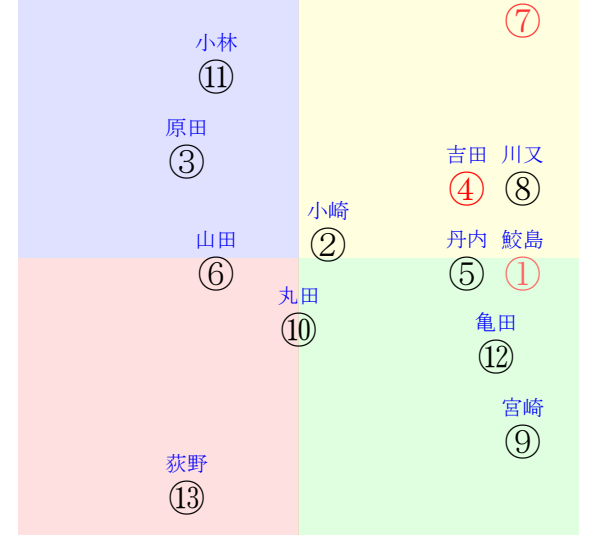 ⑦
小林
⑪
原田
③
吉田 川又
④ ⑧
小崎
②
山田
⑥
丹内 鮫島
⑤ ①
丸田
⑩
亀田
⑫
宮崎
⑨
荻野
⑬